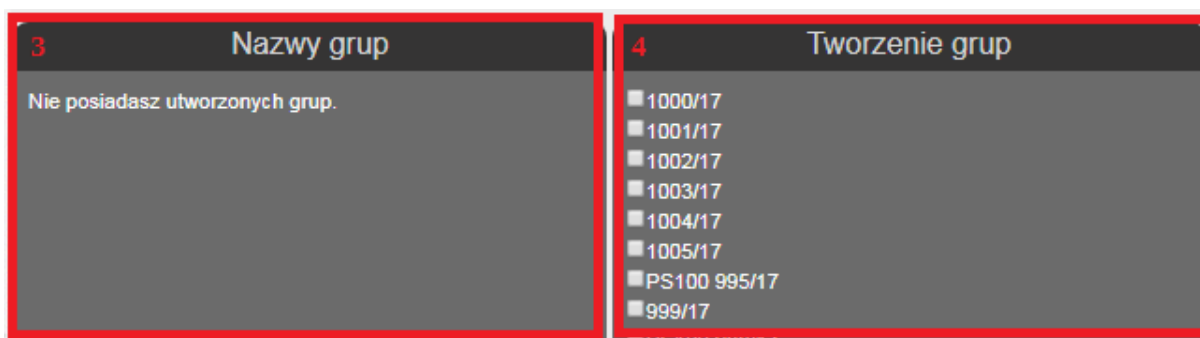 3 Nazwy grup
Nie posiadasz utworzonych grup.
4 Tworzenie grup
1000/17
1001/17
1002/17
1003/17
1004/17
1005/17
PS100 995/17
999/17